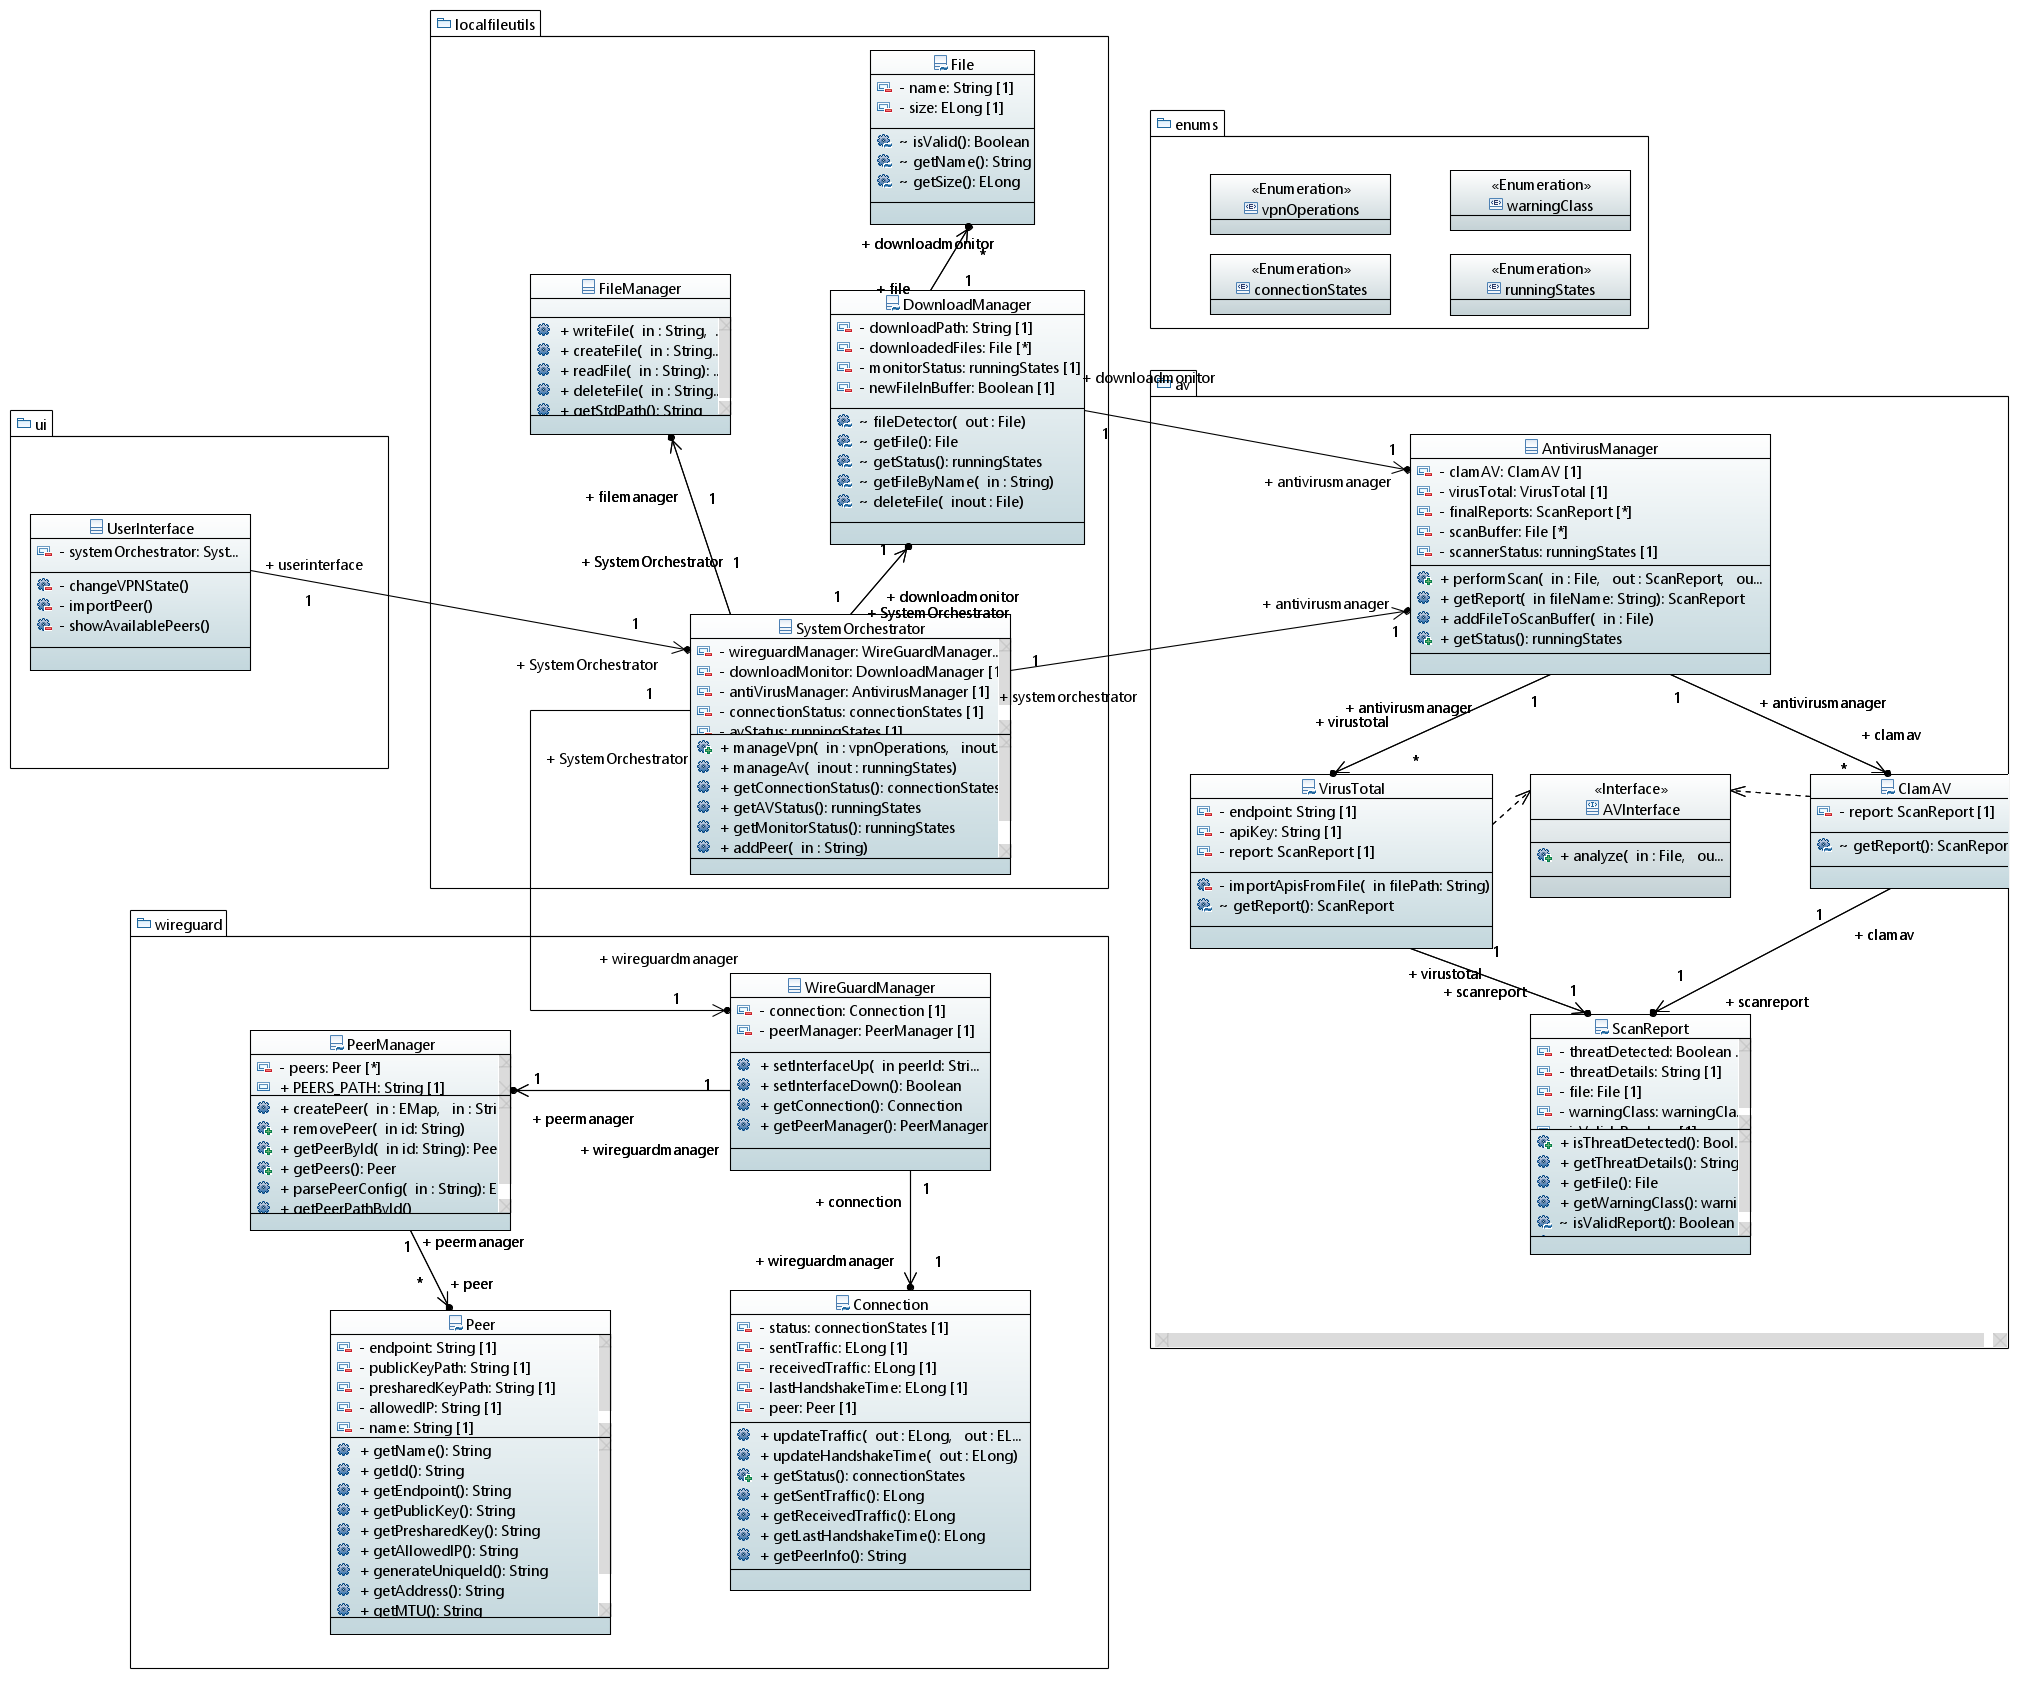 localfileutils
File
- name: String [1]
- size: ELong [1]
~ isValid(): Boolean
~ getName(): String
~ getSize(): ELong
+ downloadmonitor
*
1
+ file
FileManager
+ writeFile(  in : String,  ..
+ createFile(  in : String...
+ readFile(  in : String): ...
+ deleteFile(  in : String...
+ getStdPath(): String
DownloadManager
- downloadPath: String [1]
- downloadedFiles: File [*]
- monitorStatus: runningStates [1]
- newFileInBuffer: Boolean [1]
~ fileDetector(  out : File)
~ getFile(): File
~ getStatus(): runningStates
~ getFileByName(  in : String)
~ deleteFile(  inout : File)
+ filemanager
1
+ SystemOrchestrator
1
1
+ downloadmonitor
1
+ SystemOrchestrator
SystemOrchestrator
- wireguardManager: WireGuardManager...
- downloadMonitor: DownloadManager [1
- antiVirusManager: AntivirusManager [1]
- connectionStatus: connectionStates [1]
- avStatus: runningStates [1]
+ manageVpn(  in : vpnOperations,   inout..
+ manageAv(  inout : runningStates)
+ getConnectionStatus(): connectionStates
+ getAVStatus(): runningStates
+ getMonitorStatus(): runningStates
+ addPeer(  in : String)
enums
«Enumeration»
vpnOperations
«Enumeration»
warningClass
«Enumeration»
connectionStates
«Enumeration»
runningStates
ui
UserInterface
- systemOrchestrator: Syst...
- changeVPNState()
- importPeer()
- showAvailablePeers()
+ userinterface
1
1
+ SystemOrchestrator
1
+ SystemOrchestrator
+ downloadmonitor
1
1
+ antivirusmanager
+ antivirusmanager
1
1
+ systemorchestrator
av
AntivirusManager
- clamAV: ClamAV [1]
- virusTotal: VirusTotal [1]
- finalReports: ScanReport [*]
- scanBuffer: File [*]
- scannerStatus: runningStates [1]
+ performScan(  in : File,   out : ScanReport,   ou...
+ getReport(  in fileName: String): ScanReport
+ addFileToScanBuffer(  in : File)
+ getStatus(): runningStates
+ antivirusmanager
1
+ virustotal
*
1
+ antivirusmanager
+ clamav
*
VirusTotal
- endpoint: String [1]
- apiKey: String [1]
- report: ScanReport [1]
- importApisFromFile(  in filePath: String)
~ getReport(): ScanReport
«Interface»
AVInterface
+ analyze(  in : File,   ou...
ClamAV
- report: ScanReport [1]
~ getReport(): ScanRepor
1
+ virustotal
+ scanreport
1
1
+ clamav
1
+ scanreport
ScanReport
- threatDetected: Boolean ..
- threatDetails: String [1]
- file: File [1]
- warningClass: warningCla..
+ isThreatDetected(): Bool..
+ getThreatDetails(): String
+ getFile(): File
+ getWarningClass(): warni
~ isValidReport(): Boolean
wireguard
+ wireguardmanager
1
WireGuardManager
- connection: Connection [1]
- peerManager: PeerManager [1]
+ setInterfaceUp(  in peerId: Stri...
+ setInterfaceDown(): Boolean
+ getConnection(): Connection
+ getPeerManager(): PeerManager
PeerManager
- peers: Peer [*]
+ PEERS_PATH: String [1]
+ createPeer(  in : EMap,   in : Stri
+ removePeer(  in id: String)
+ getPeerById(  in id: String): Pee
+ getPeers(): Peer
+ parsePeerConfig(  in : String): E
+ getPeerPathById()
1
1
+ peermanager
+ wireguardmanager
1
+ peermanager
*
+ peer
1
+ connection
+ wireguardmanager
1
Peer
- endpoint: String [1]
- publicKeyPath: String [1]
- presharedKeyPath: String [1]
- allowedIP: String [1]
- name: String [1]
+ getName(): String
+ getId(): String
+ getEndpoint(): String
+ getPublicKey(): String
+ getPresharedKey(): String
+ getAllowedIP(): String
+ generateUniqueId(): String
+ getAddress(): String
+ getMTU(): String
Connection
- status: connectionStates [1]
- sentTraffic: ELong [1]
- receivedTraffic: ELong [1]
- lastHandshakeTime: ELong [1]
- peer: Peer [1]
+ updateTraffic(  out : ELong,   out : EL...
+ updateHandshakeTime(  out : ELong)
+ getStatus(): connectionStates
+ getSentTraffic(): ELong
+ getReceivedTraffic(): ELong
+ getLastHandshakeTime(): ELong
+ getPeerInfo(): String